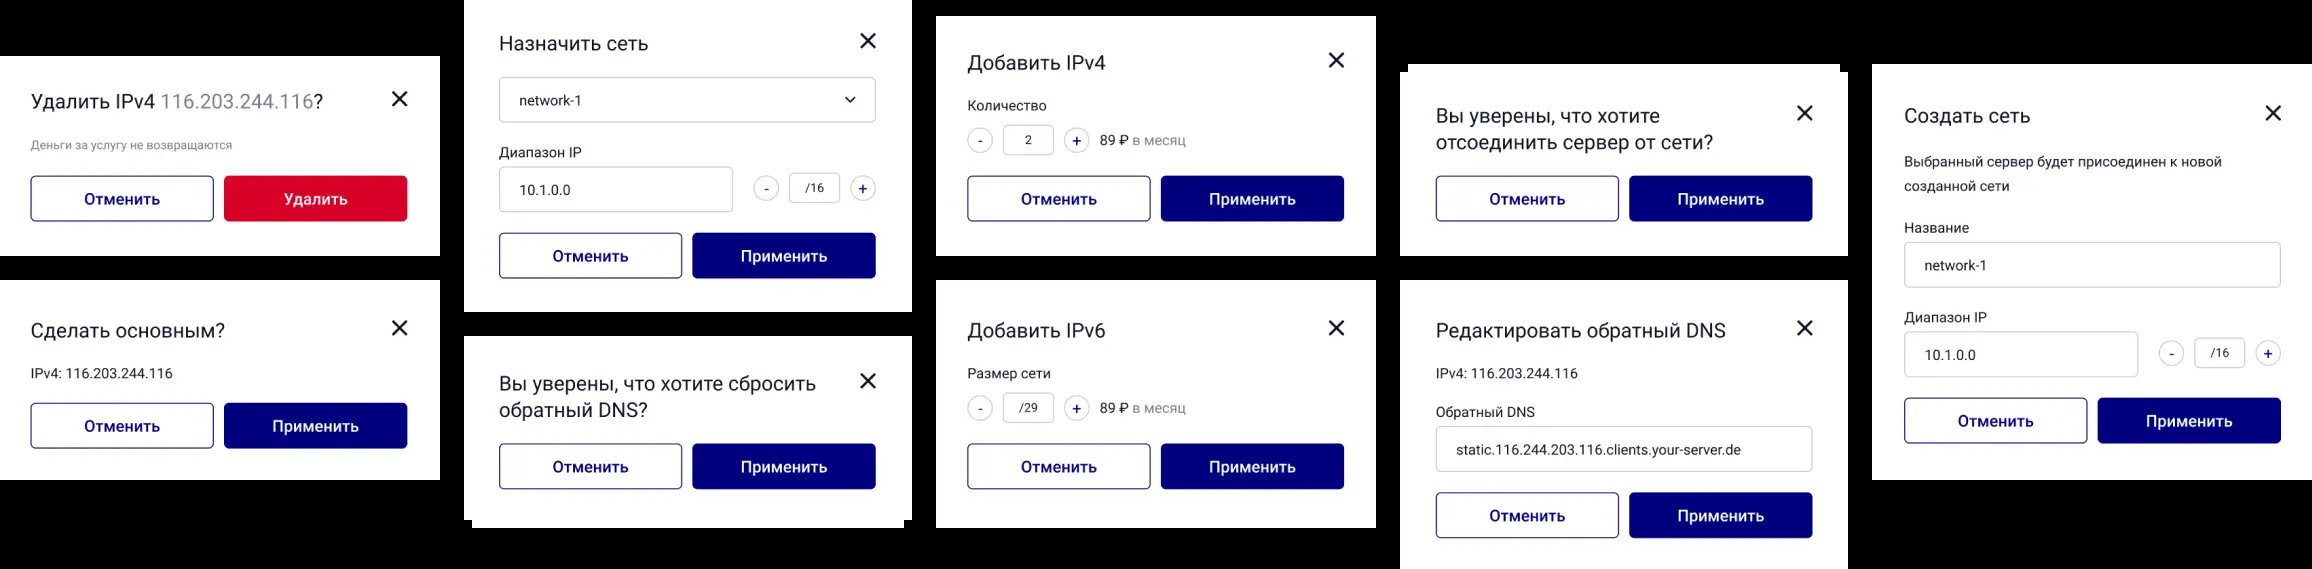 Удалить IPv4 116.203.244.116?
Деньги за услугу не возвращаются
Отменить
Удалить
Сделать основным?
IPv4: 116.203.244.116
Отменить
Применить
Назначить сеть
network-1
Диапазон IP
10.1.0.0
-
/16
+
Отменить
Применить
Вы уверены, что хотите сбросить
обратный DNS?
Отменить
Применить
Добавить IPv4
Количество
-
2
+
89 ₽ в месяц
Отменить
Применить
Добавить IPv6
Размер сети
-
/29
+
89 ₽ в месяц
Отменить
Применить
Вы уверены, что хотите
отсоединить сервер от сети?
Отменить
Применить
Редактировать обратный DNS
IPv4: 116.203.244.116
Обратный DNS
static.116.244.203.116.clients.your-server.de
Отменить
Применить
Создать сеть
Выбранный сервер будет присоединен к новой
созданной сети
Название
network-1
Диапазон IP
10.1.0.0
-
/16
+
Отменить
Применить